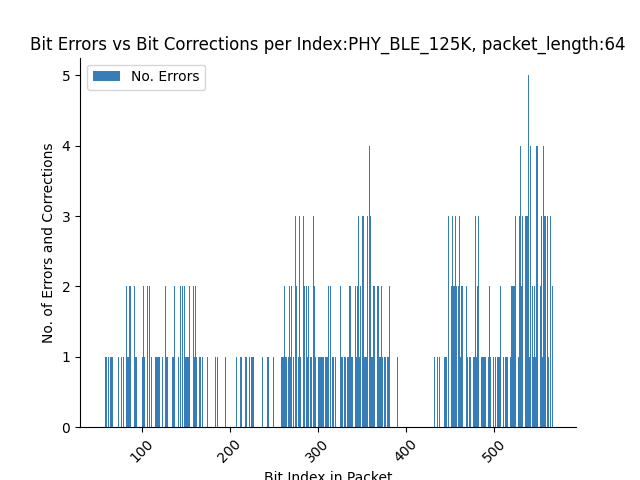 Bit Errors vs Bit Corrections per Index:PHY_BLE_125K, packet_length:64
No. Errors
No. of Errors and Corrections
5
4
3
2
1
0
100
200
300
400
500
Bit Index in Packet